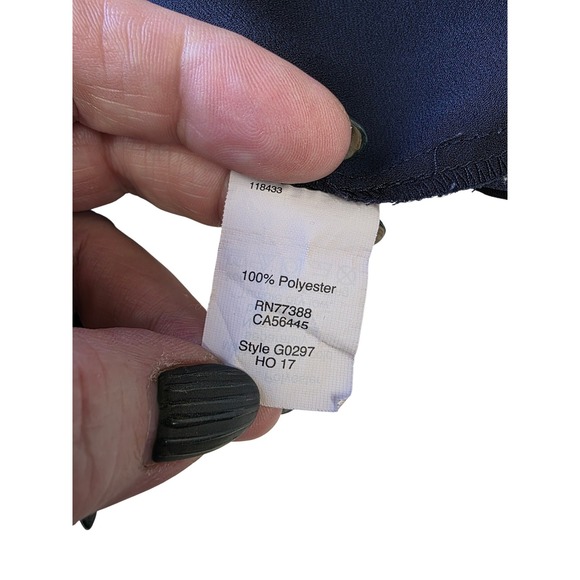 118433
100% Polyester
RN77388
CA56445
Style G0297
HO 17